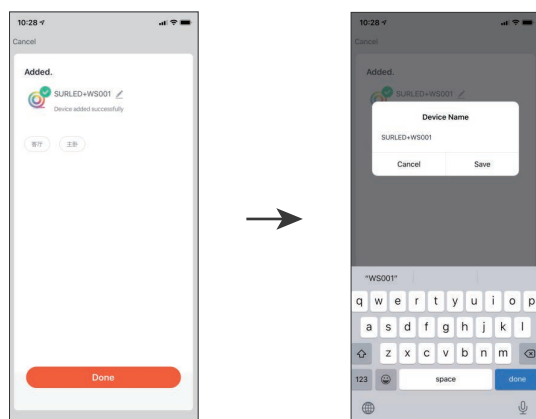 10:28
Cancel
Added.
SURLED+WS001
Device added successfully
客厅
主卧
Done
10:28
Cancel
Added.
SURLED+WS001
Device Name
SURLED+WS001
Cancel
Save
"WS001"
q w e r t y u i o p
a s d f g h j k l
z x c v b n m
123
space
done